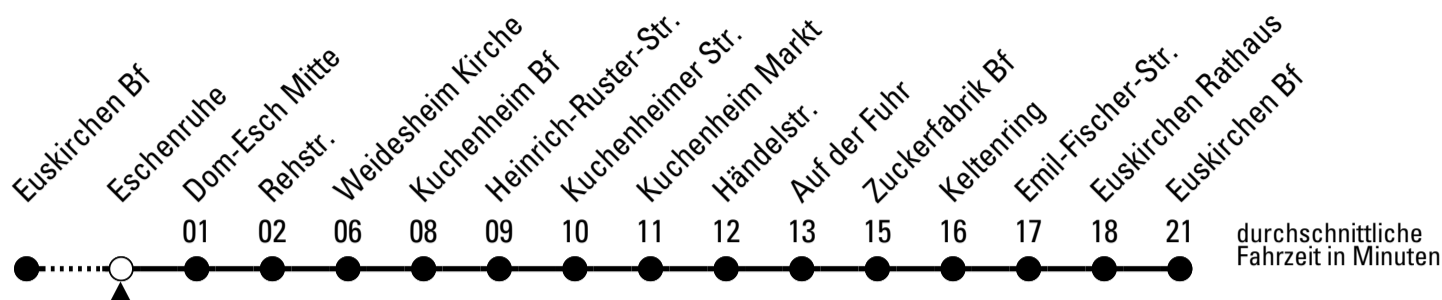 Euskirchen Bf
Eschenruhe
Dom-Esch Mitte
Rehstr.
Weidesheim Kirche
Kuchenheim Bf
Heinrich-Ruster-Str.
Kuchenheimer Str.
Kuchenheim Markt
Händelstr.
Auf der Fuhr
Zuckerfabrik Bf
Keltenring
Emil-Fischer-Str.
Euskirchen Rathaus
Euskirchen Bf
01 02 06 08 09 10 11 12 13 15 16 17 18 21
durchschnittliche
Fahrzeit in Minuten